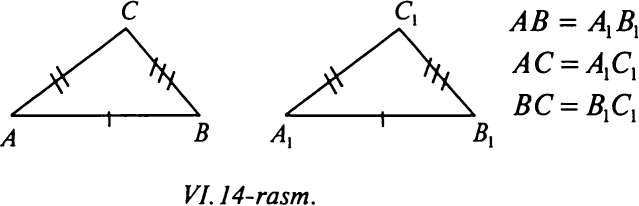 C
C₁
AB = A₁B₁
AC = A₁C₁
BC = B₁C₁
A
B
A₁
B₁
VI. 14-rasm.